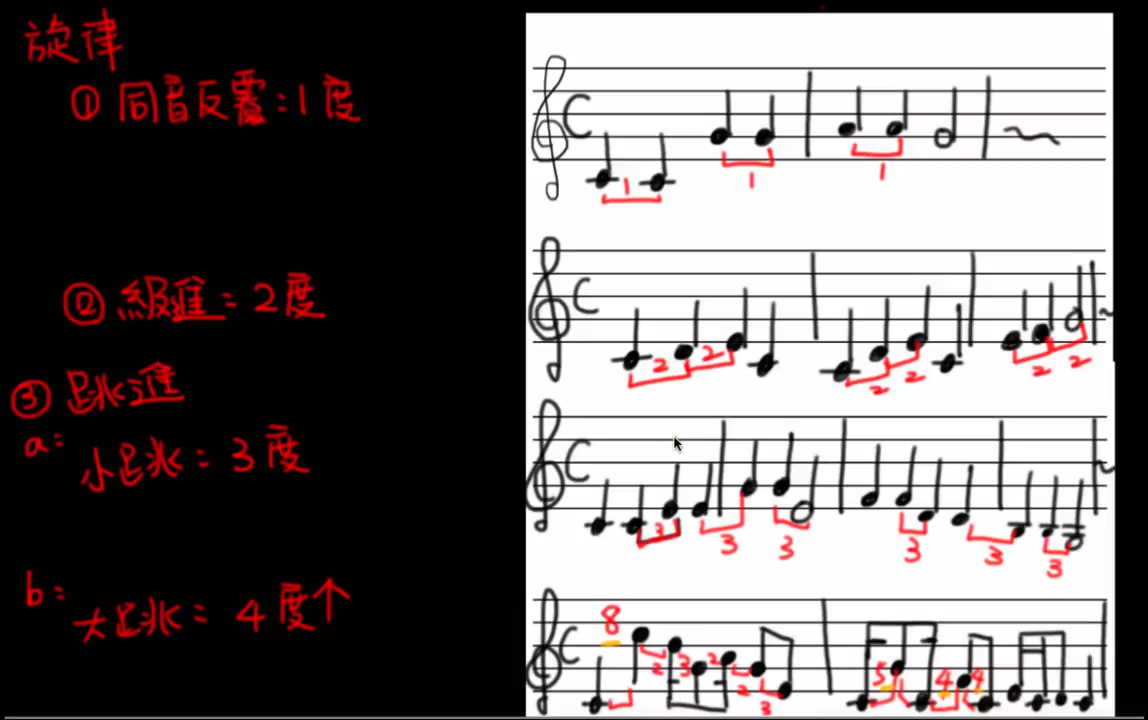 旋律
① 同音反覆:1度
② 級進=2度
③ 跳進
a: 小跳=3度
b: 大跳=4度个
C
1 1 1
C
2 2 2 2 2 2
C
3 3 3 3 3 3
8
C
2 3 2 2 3 5 4 4